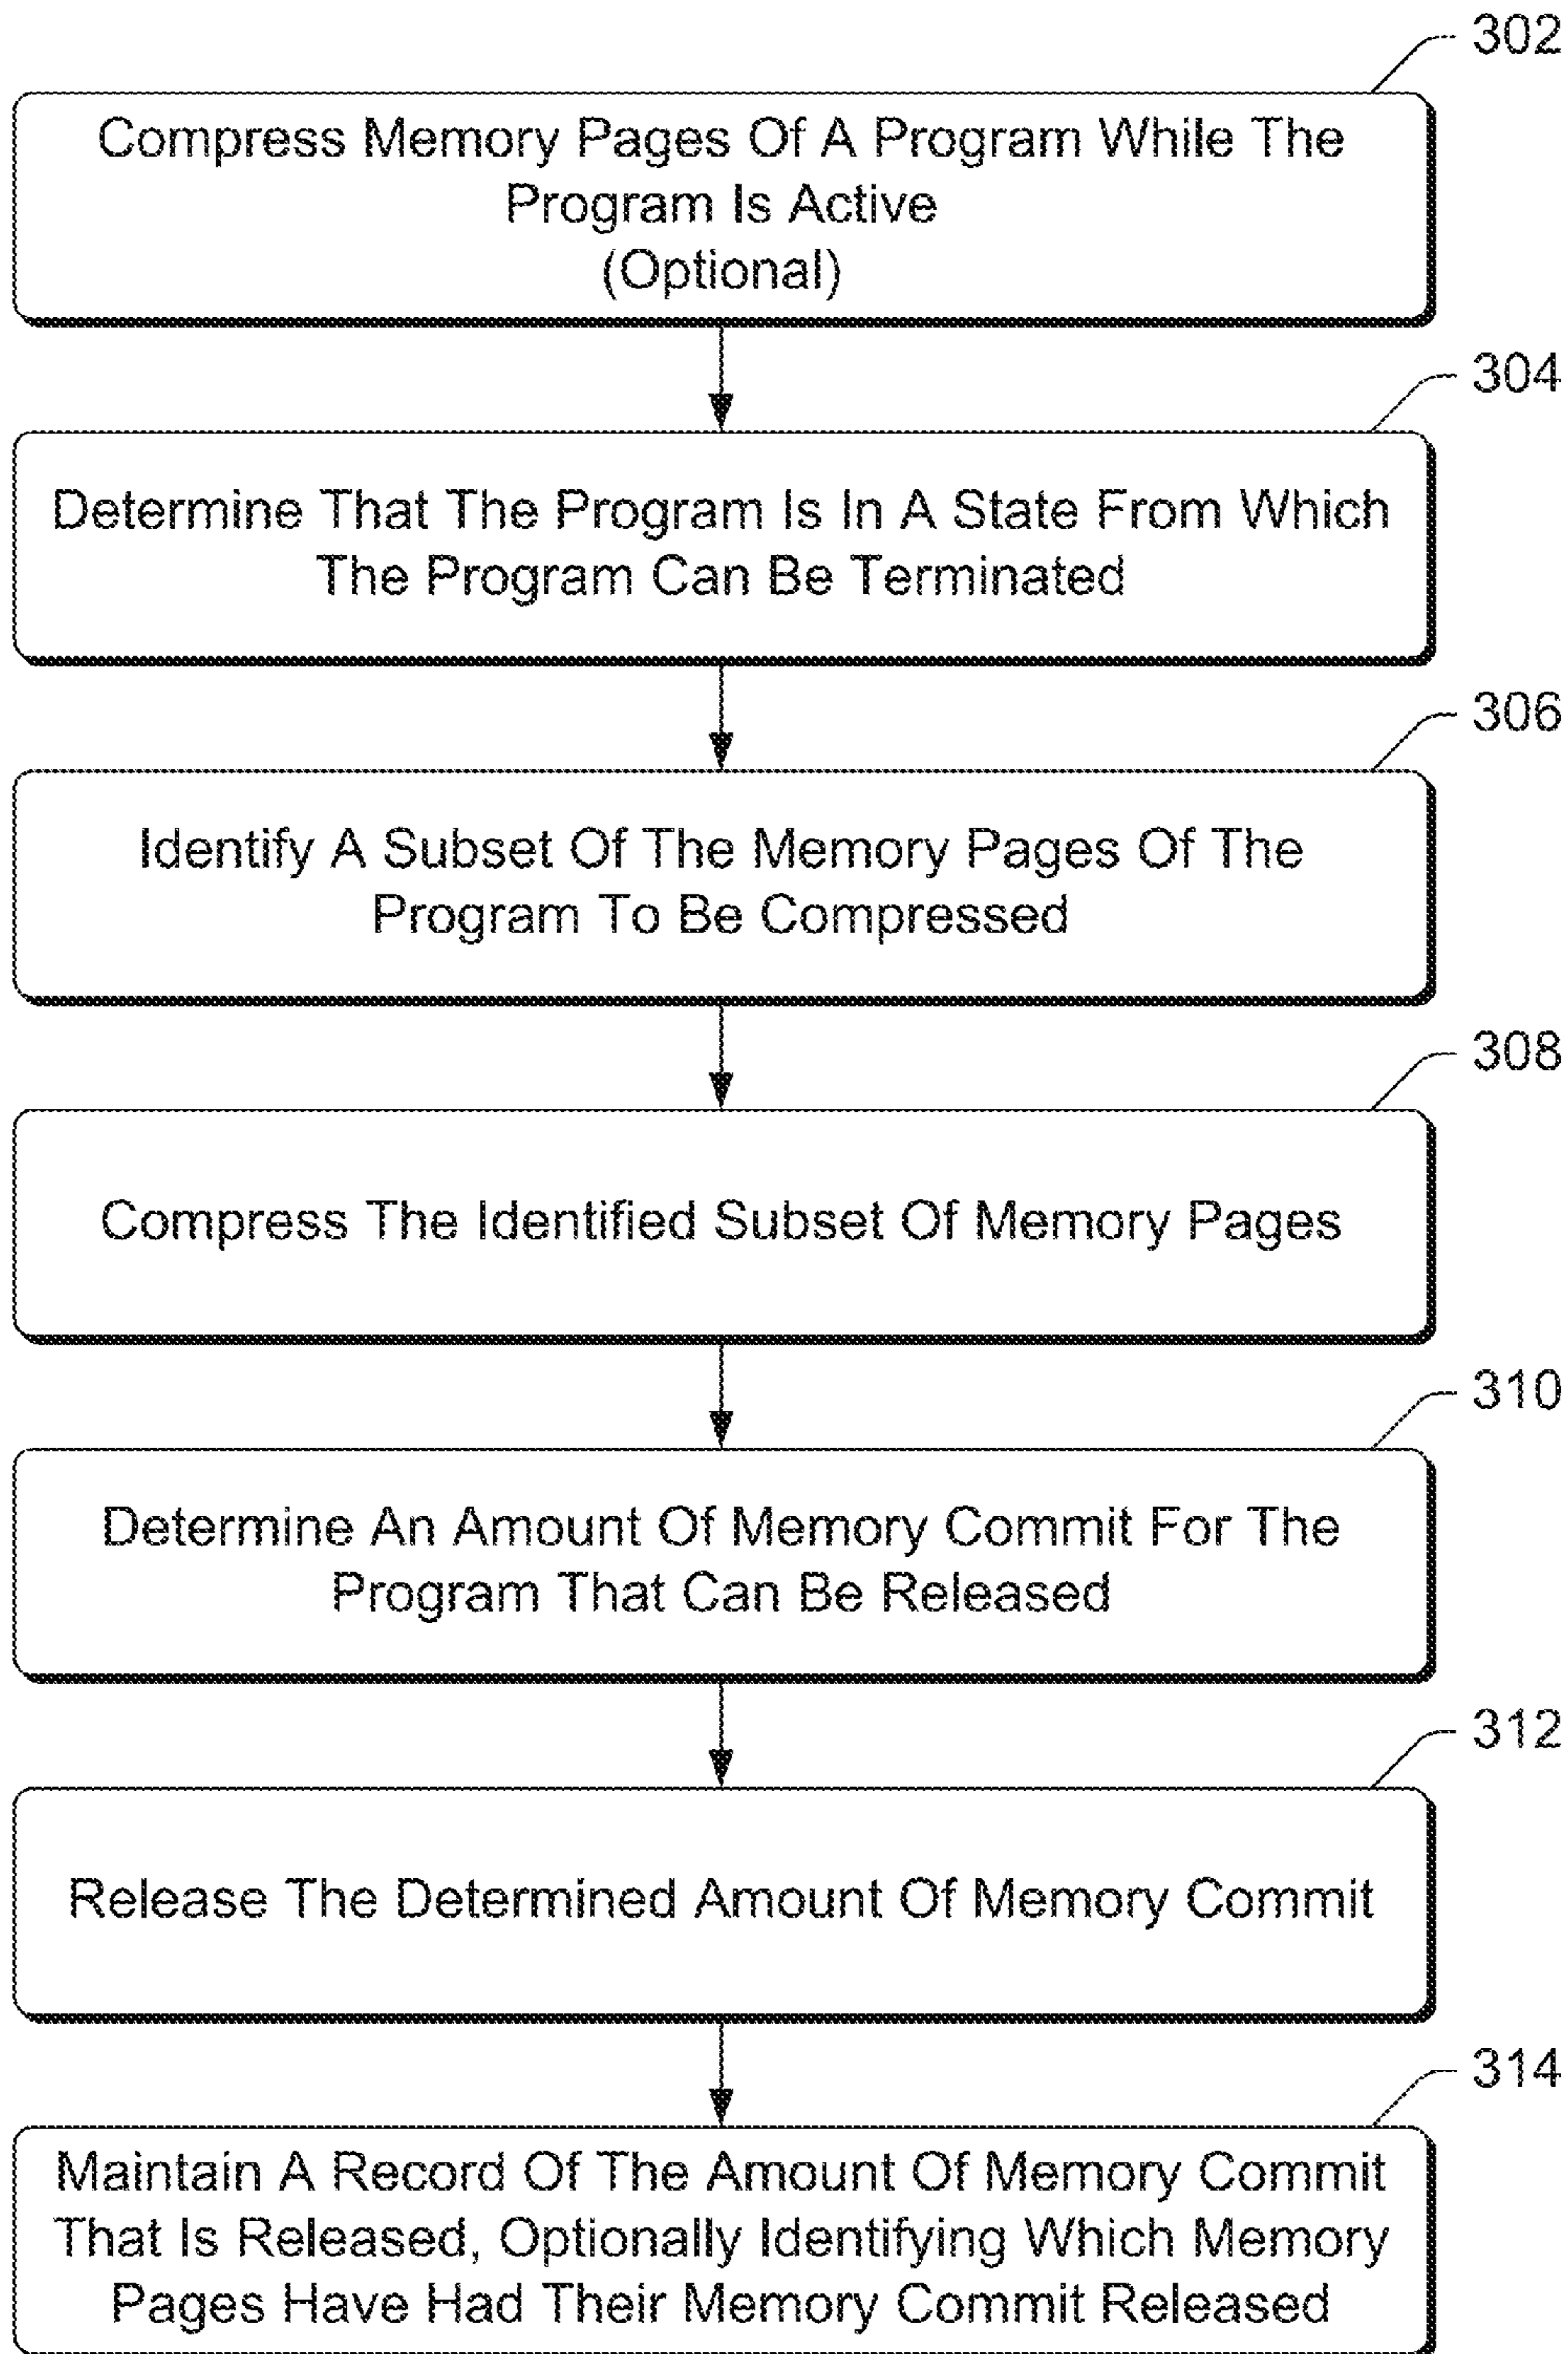 302
Compress Memory Pages Of A Program While The
Program Is Active
(Optional)
304
Determine That The Program Is In A State From Which
The Program Can Be Terminated
306
Identify A Subset Of The Memory Pages Of The
Program To Be Compressed
308
Compress The Identified Subset Of Memory Pages
310
Determine An Amount Of Memory Commit For The
Program That Can Be Released
312
Release The Determined Amount Of Memory Commit
314
Maintain A Record Of The Amount Of Memory Commit
That Is Released, Optionally Identifying Which Memory
Pages Have Had Their Memory Commit Released